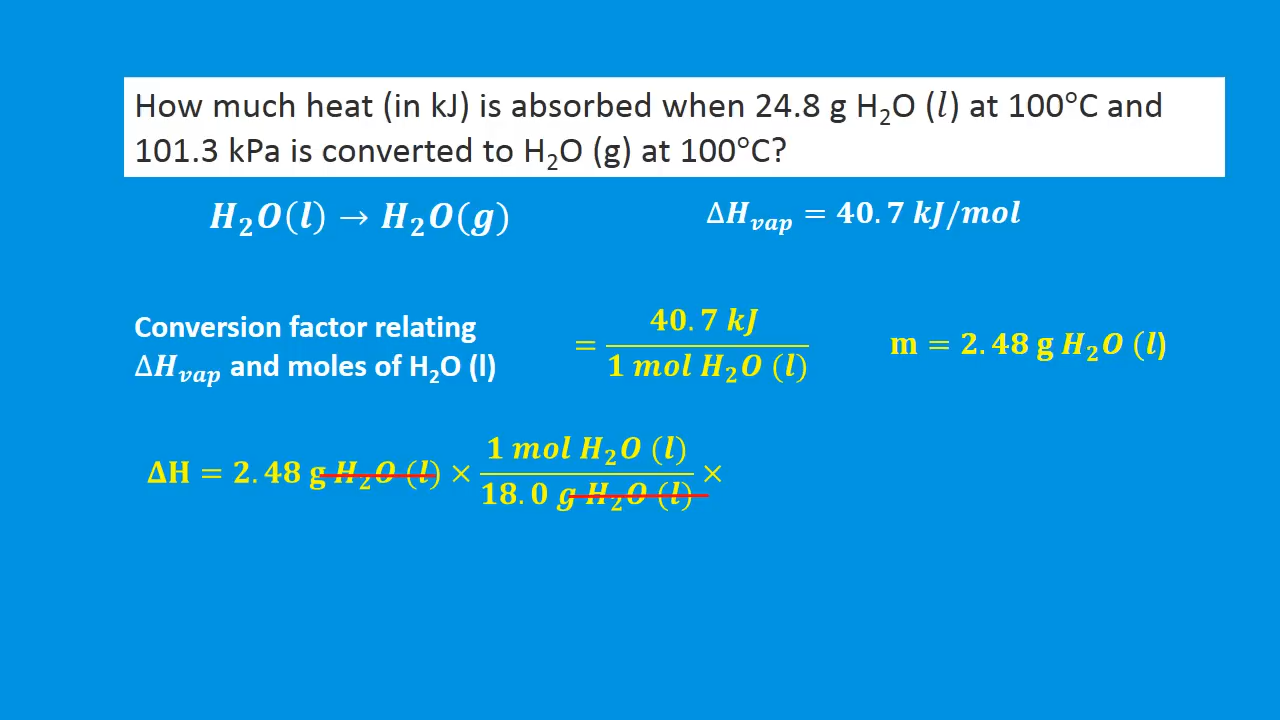 How much heat (in kJ) is absorbed when 24.8 g H₂O (l) at 100°C and
101.3 kPa is converted to H₂O (g) at 100°C?
H₂O(l) → H₂O(g)
ΔHᵥₐₚ = 40.7 kJ/mol
Conversion factor relating
ΔHᵥₐₚ and moles of H₂O (l)
= 40.7 kJ / 1 mol H₂O (l)
m = 2.48 g H₂O (l)
ΔH = 2.48 g H₂O (l) × 1 mol H₂O (l) / 18.0 g H₂O (l) ×